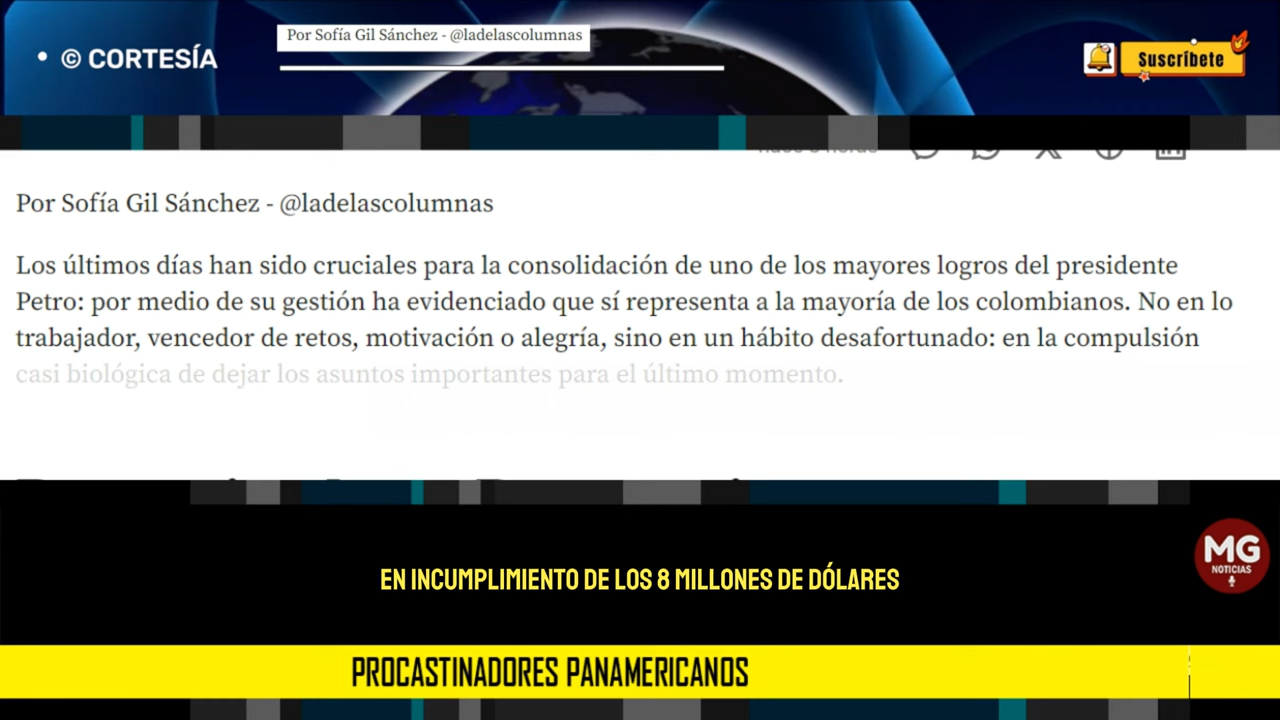 • © CORTESÍA
Por Sofía Gil Sánchez - @ladelascolumnas
Suscríbete
Por Sofía Gil Sánchez - @ladelascolumnas
Los últimos días han sido cruciales para la consolidación de uno de los mayores logros del presidente
Petro: por medio de su gestión ha evidenciado que sí representa a la mayoría de los colombianos. No en lo
trabajador, vencedor de retos, motivación o alegría, sino en un hábito desafortunado: en la compulsión
casi biológica de dejar los asuntos importantes para el último momento.
MG
NOTICIAS
EN INCUMPLIMIENTO DE LOS 8 MILLONES DE DÓLARES
PROCASTINADORES PANAMERICANOS